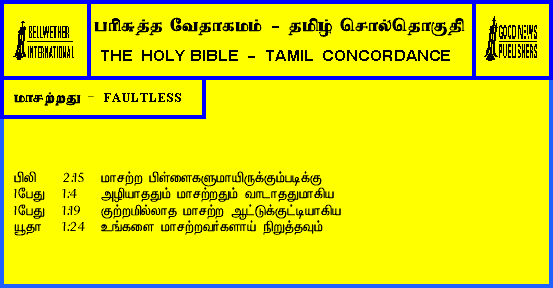 BELLWETHER
INTERNATIONAL
பரிசுத்த வேதாகமம் - தமிழ் சொல்தொகுதி
THE HOLY BIBLE - TAMIL CONCORDANCE
GOOD NEWS
PUBLISHERS
மாசற்றது - FAULTLESS
பிலி 2:15 மாசற்ற பிள்ளைகளுமாயிருக்கும்படிக்கு
1பேது 1:4 அழியாததும் மாசற்றதும் வாடாததுமாகிய
1பேது 1:19 குற்றமில்லாத மாசற்ற ஆட்டுக்குட்டியாகிய
யூதா 1:24 உங்களை மாசற்றவர்களாய் நிறுத்தவும்